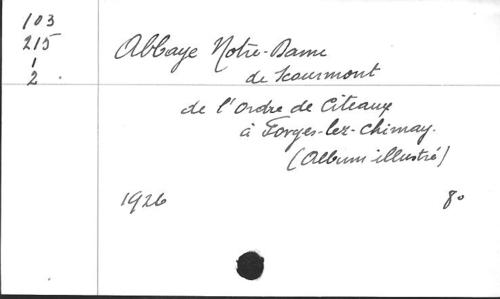 103
215
1
2
Abbaye Notre-Dame
de Scourmont
de l'Ordre de Citeaux
à Forges-lez-Chimay.
(Album illustré)
1926 8o